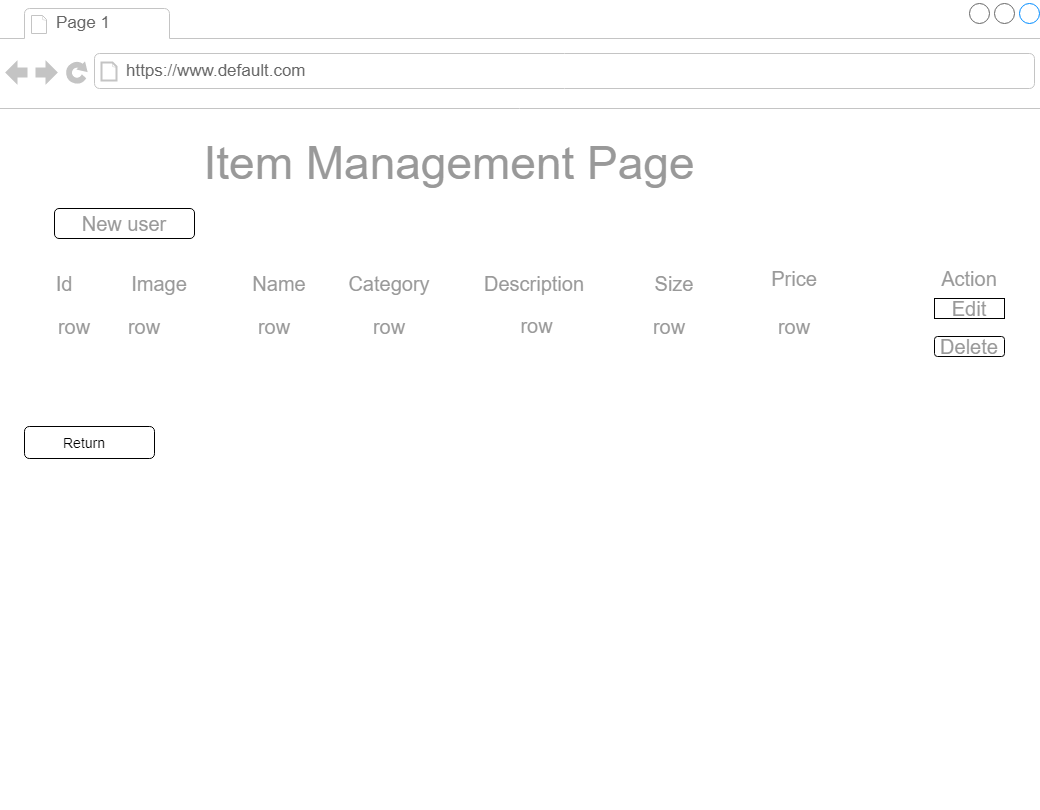 Page 1
https://www.default.com
Item Management Page
New user
Id Image Name Category Description Size Price Action
Edit
row row row row row row row
Delete
Return